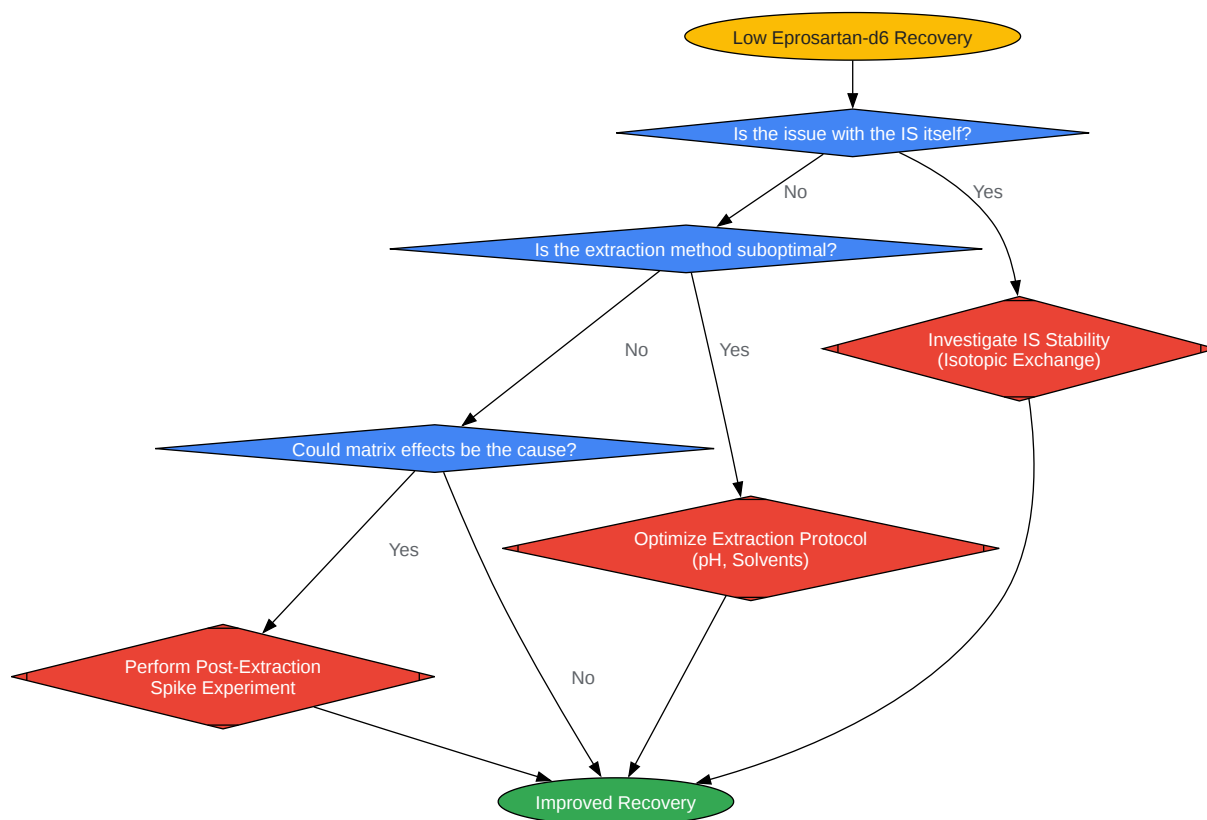 Low Eprosartan-d6 Recovery
Is the issue with the IS itself?
No
Yes
Is the extraction method suboptimal?
Investigate IS Stability
(Isotopic Exchange)
No
Yes
Could matrix effects be the cause?
Optimize Extraction Protocol
(pH, Solvents)
Yes
No
Perform Post-Extraction
Spike Experiment
Improved Recovery